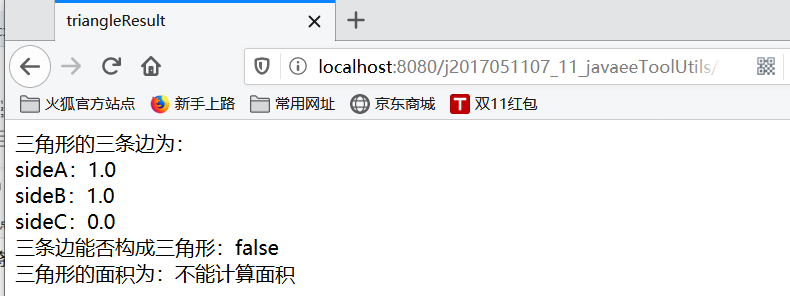 triangleResult
localhost:8080/j2017051107_11_javaeeToolUtils/
火狐官方站点 新手上路 常用网址 京东商城 双11红包
三角形的三条边为：
sideA：1.0
sideB：1.0
sideC：0.0
三条边能否构成三角形：false
三角形的面积为：不能计算面积